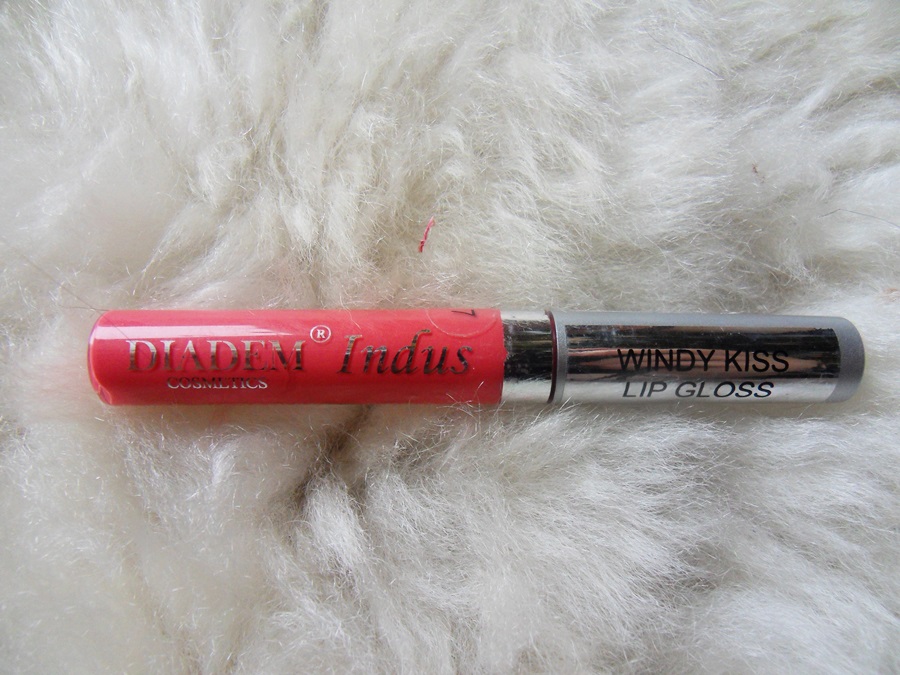 DIADEM® Indus
COSMETICS
WINDY KISS
LIP GLOSS